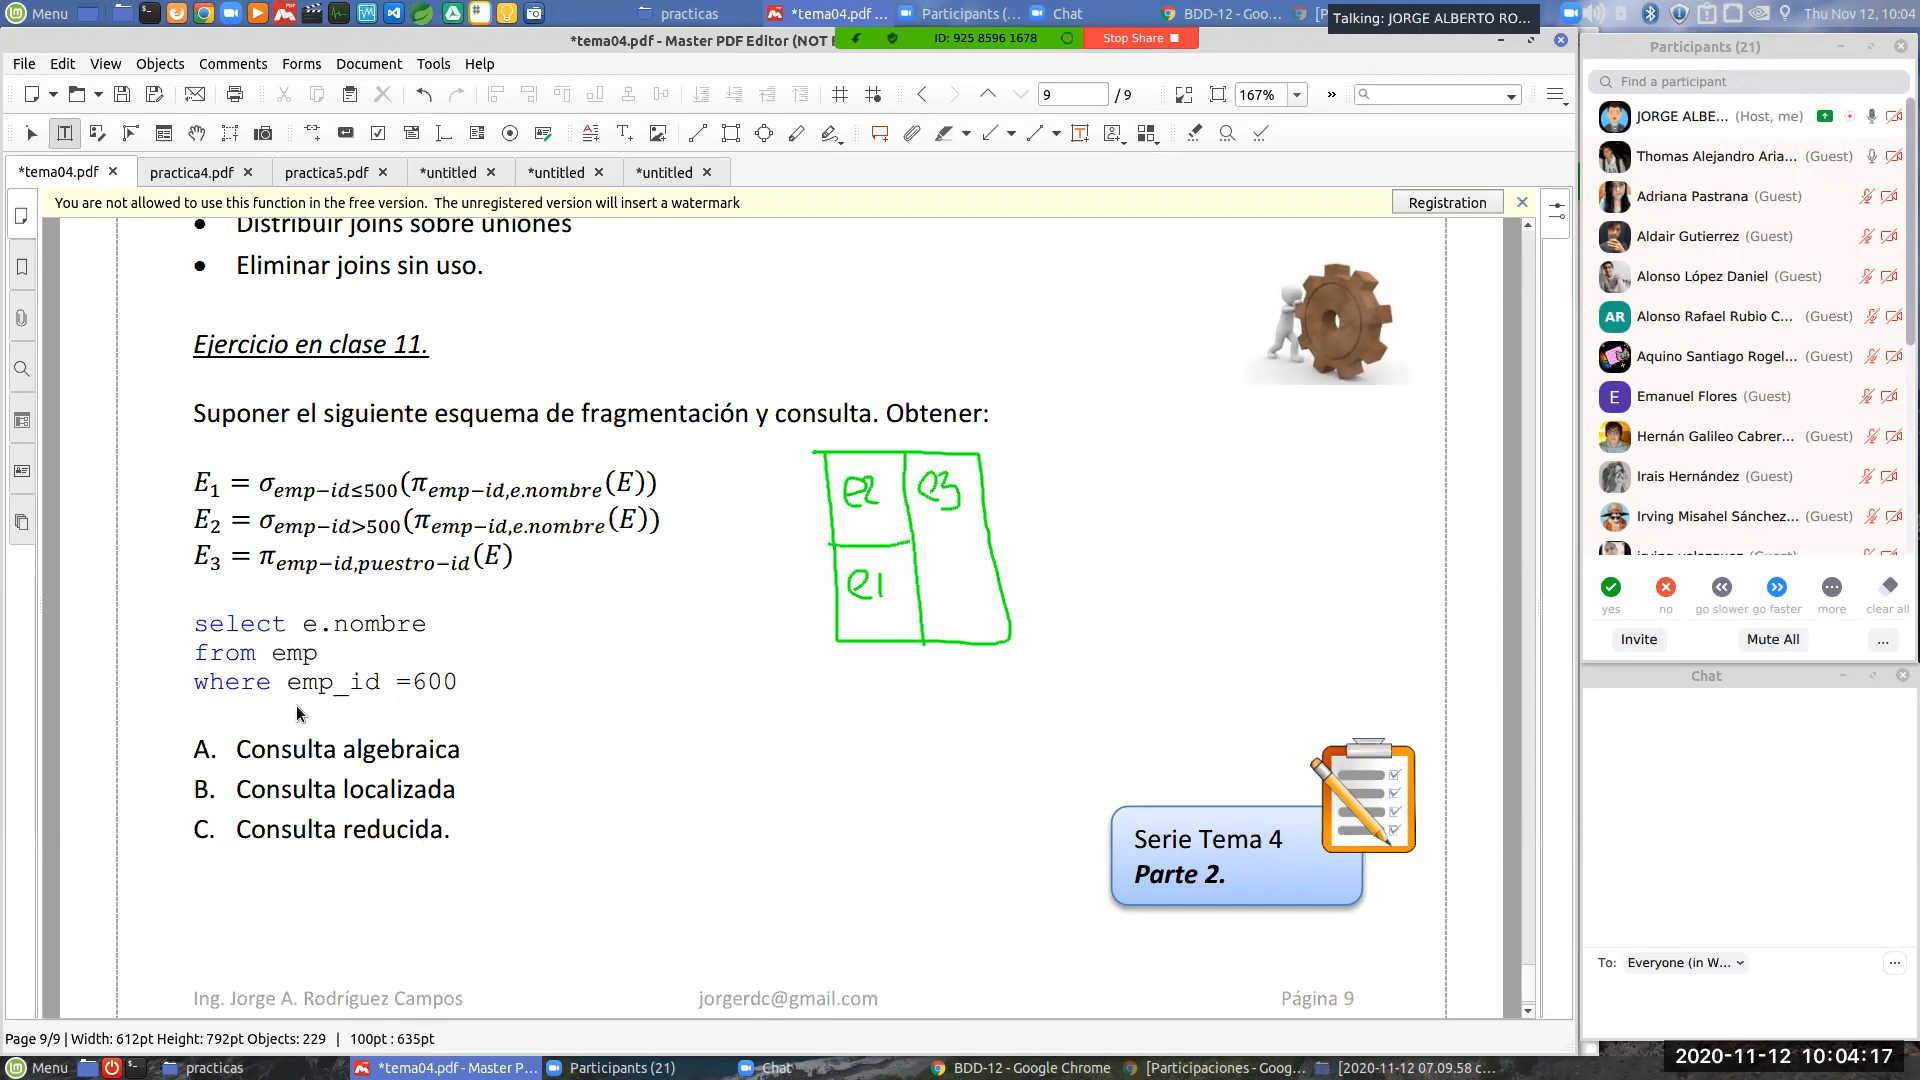 Menu
practicas
*tema04.pdf ...
Participants (...
Chat
BDD-12 - Goo...
Talking: JORGE ALBERTO RO...
Thu Nov 12, 10:04
*tema04.pdf - Master PDF Editor (NOT
ID: 925 8596 1678
Stop Share
Participants (21)
File Edit View Objects Comments Forms Document Tools Help
Find a participant
9 / 9
167%
JORGE ALBE... (Host, me)
Thomas Alejandro Aria... (Guest)
*tema04.pdf
practica4.pdf
practica5.pdf
*untitled
*untitled
*untitled
You are not allowed to use this function in the free version. The unregistered version will insert a watermark
Registration
Adriana Pastrana (Guest)
Aldair Gutierrez (Guest)
Alonso López Daniel (Guest)
AR Alonso Rafael Rubio C... (Guest)
Aquino Santiago Rogel... (Guest)
E Emanuel Flores (Guest)
Hernán Galileo Cabrer... (Guest)
Irais Hernández (Guest)
Irving Misahel Sánchez... (Guest)
yes no go slower go faster more clear all
Invite Mute All ...
Chat
To: Everyone (in W...
• Distribuir joins sobre uniones
• Eliminar joins sin uso.
Ejercicio en clase 11.
Suponer el siguiente esquema de fragmentación y consulta. Obtener:
E₁ = σemp−id≤500(πemp−id,e.nombre(E))
E₂ = σemp−id>500(πemp−id,e.nombre(E))
E₃ = πemp−id,puestro−id(E)
e2 e3
e1
select e.nombre
from emp
where emp_id =600
A. Consulta algebraica
B. Consulta localizada
C. Consulta reducida.
Serie Tema 4
Parte 2.
Ing. Jorge A. Rodríguez Campos
jorgerdc@gmail.com
Página 9
Page 9/9 | Width: 612pt Height: 792pt Objects: 229 | 100pt : 635pt
Menu
practicas
*tema04.pdf - Master P...
Participants (21)
Chat
BDD-12 - Google Chrome
[Participaciones - Goog...
[2020-11-12 07.09.58 c...
2020-11-12 10:04:17